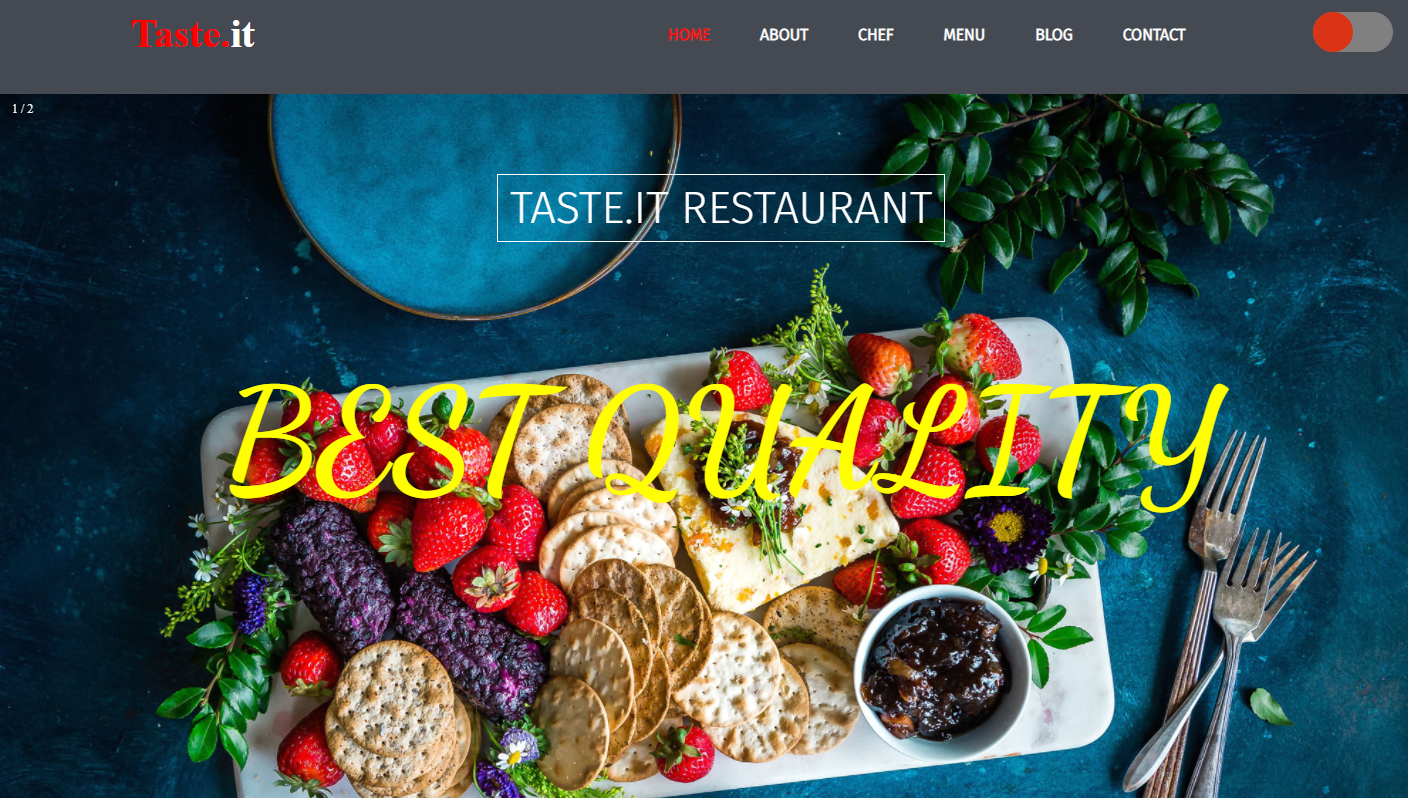 Taste.it HOME ABOUT CHEF MENU BLOG CONTACT
1 / 2
TASTE.IT RESTAURANT
BEST QUALITY